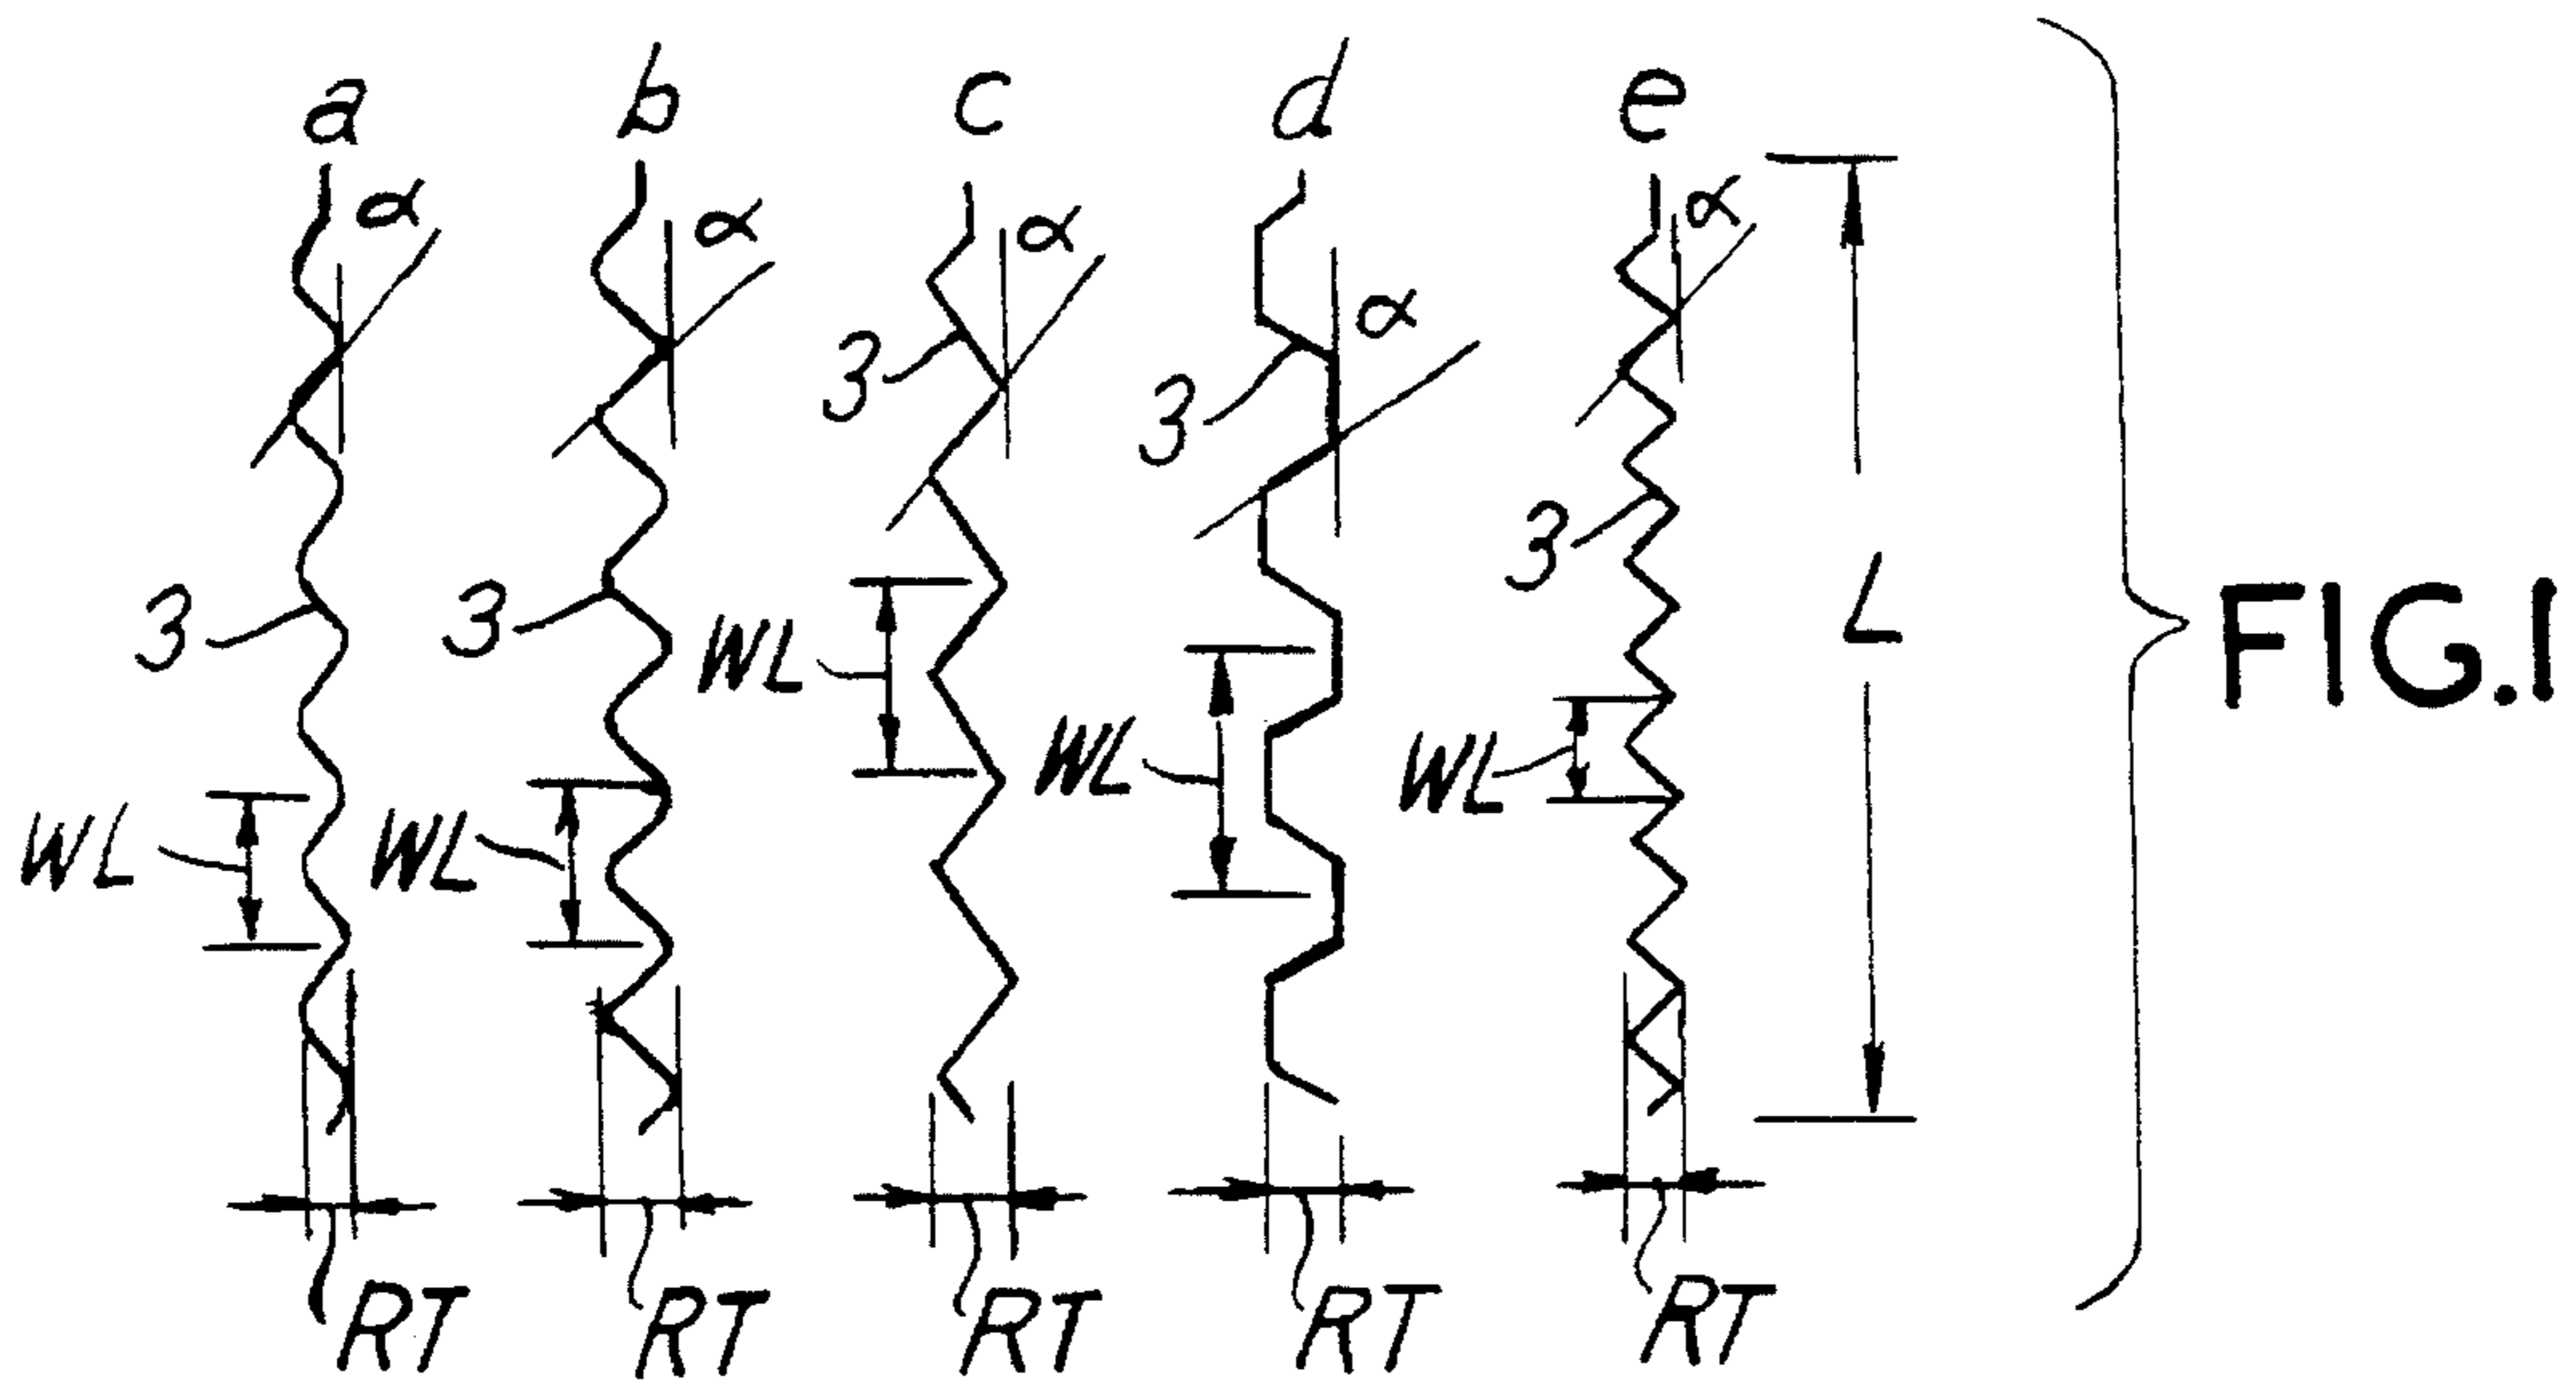 a b c d e
α α α α α
3 3 3 3 3
WL WL WL WL WL
L
RT RT RT RT RT
FIG.1